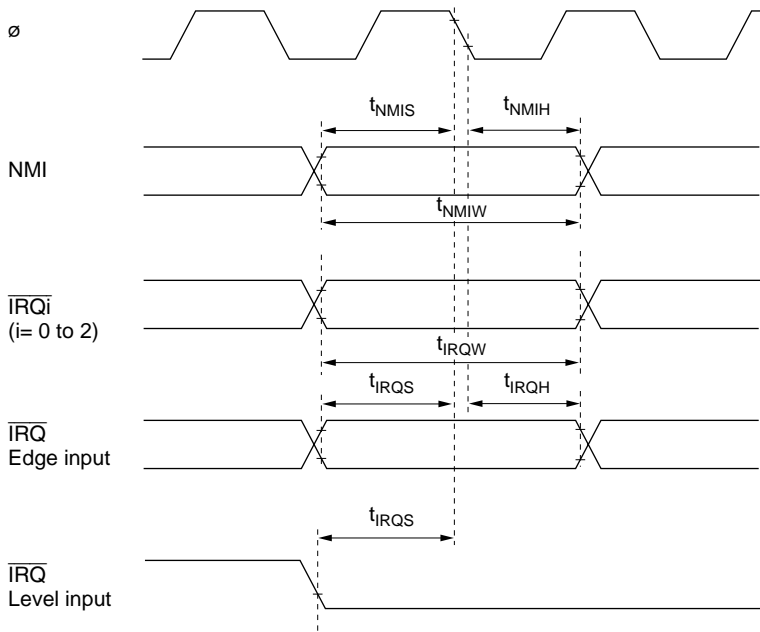 ø
tNMIS
tNMIH
NMI
tNMIW
IRQi
(i= 0 to 2)
tIRQW
tIRQS
tIRQH
IRQ
Edge input
tIRQS
IRQ
Level input